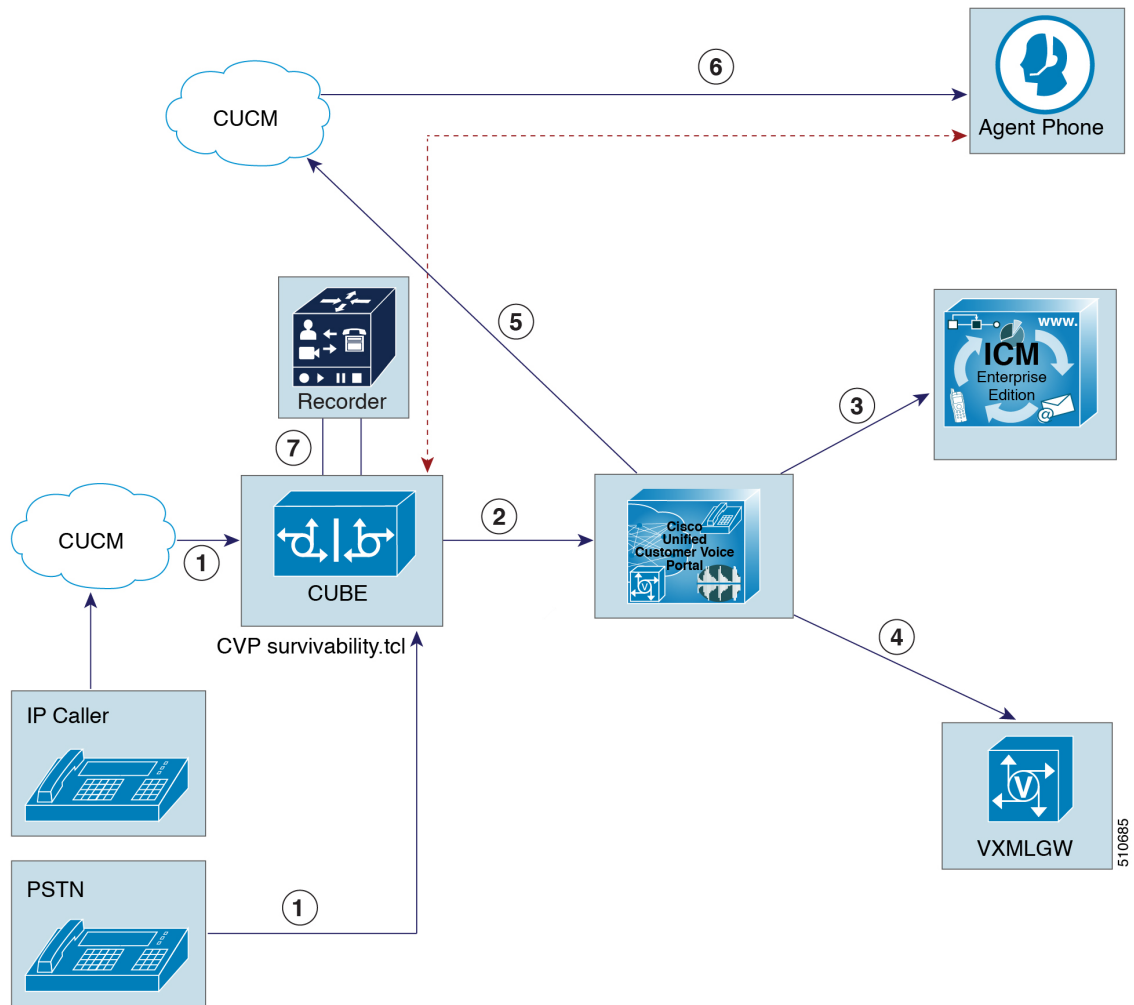 6
CUCM
Agent Phone
5
www.
ICM
Enterprise
Edition
@
Recorder
3
7
2
CUCM
1
Cisco
Unified
Customer Voice
Portal
V
CUBE
CVP survivability.tcl
4
IP Caller
V
VXMLGW
510685
PSTN
1